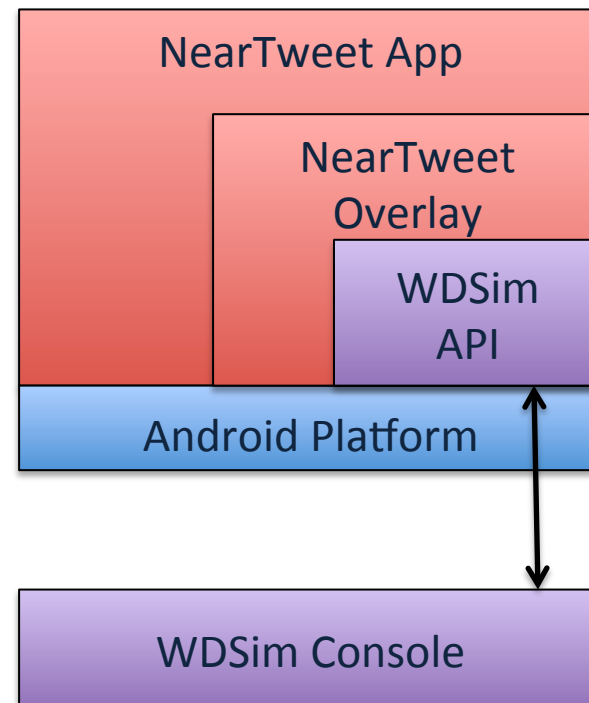 NearTweet App
NearTweet
Overlay
WDSim
API
Android Platform
WDSim Console